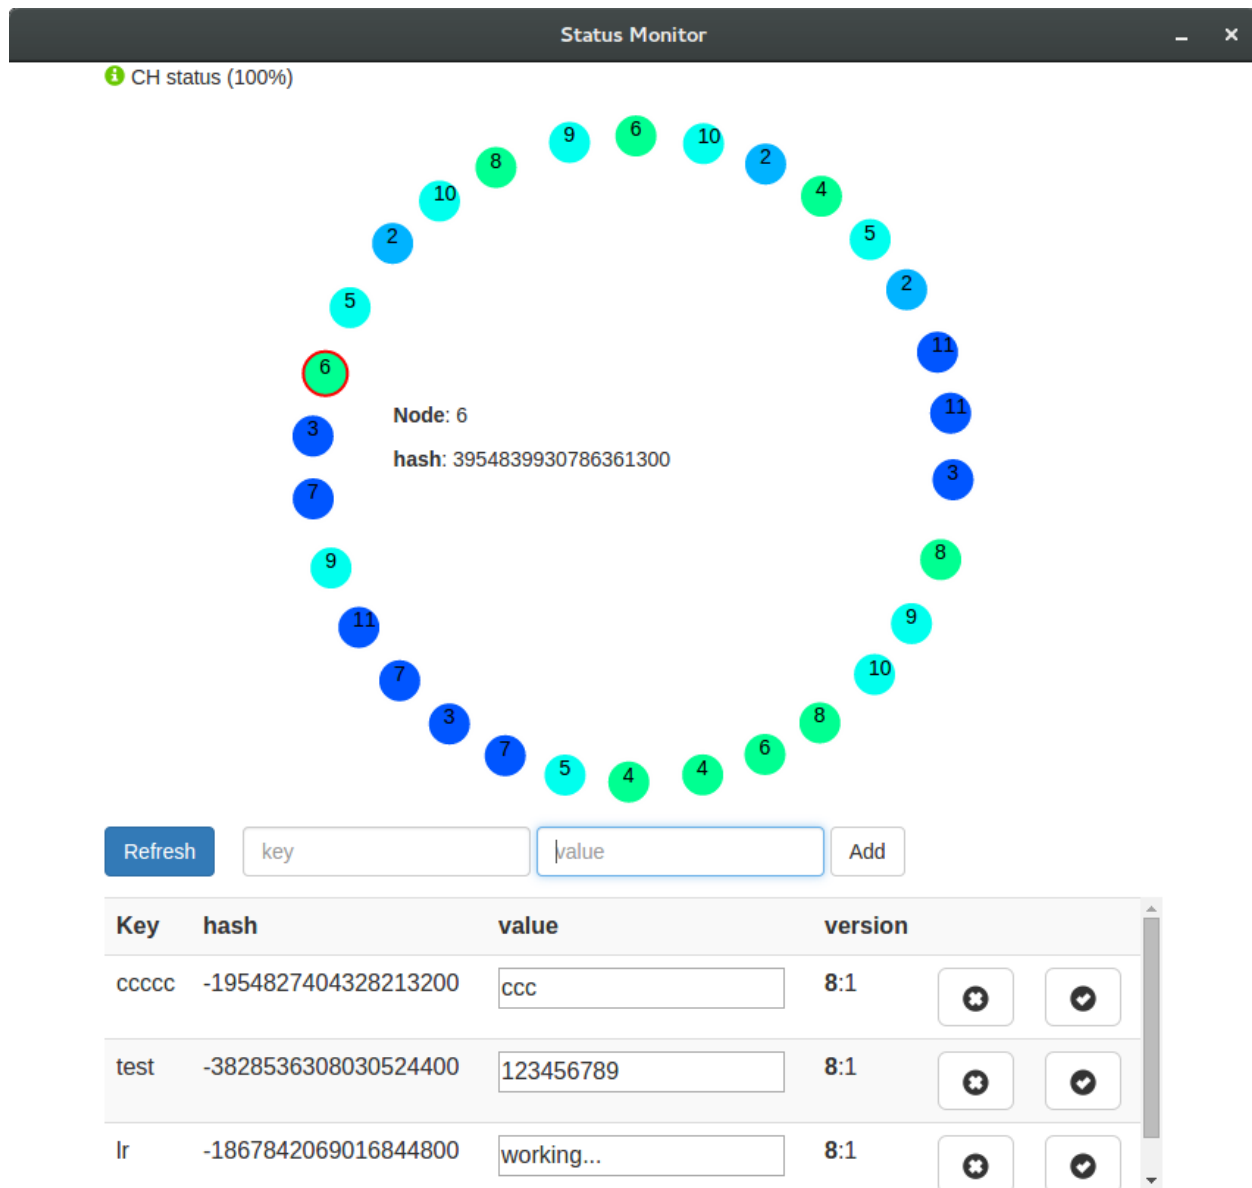 Status Monitor
CH status (100%)
6
9
10
8
2
10
4
2
5
2
5
11
6
11
Node: 6
3
hash: 3954839930786361300
3
7
8
9
9
11
10
7
3
8
7
6
5
4
4
Refresh
key
value
Add
Key hash value version
ccccc -1954827404328213200 ccc 8:1
test -3828536308030524400 123456789 8:1
lr -1867842069016844800 working... 8:1